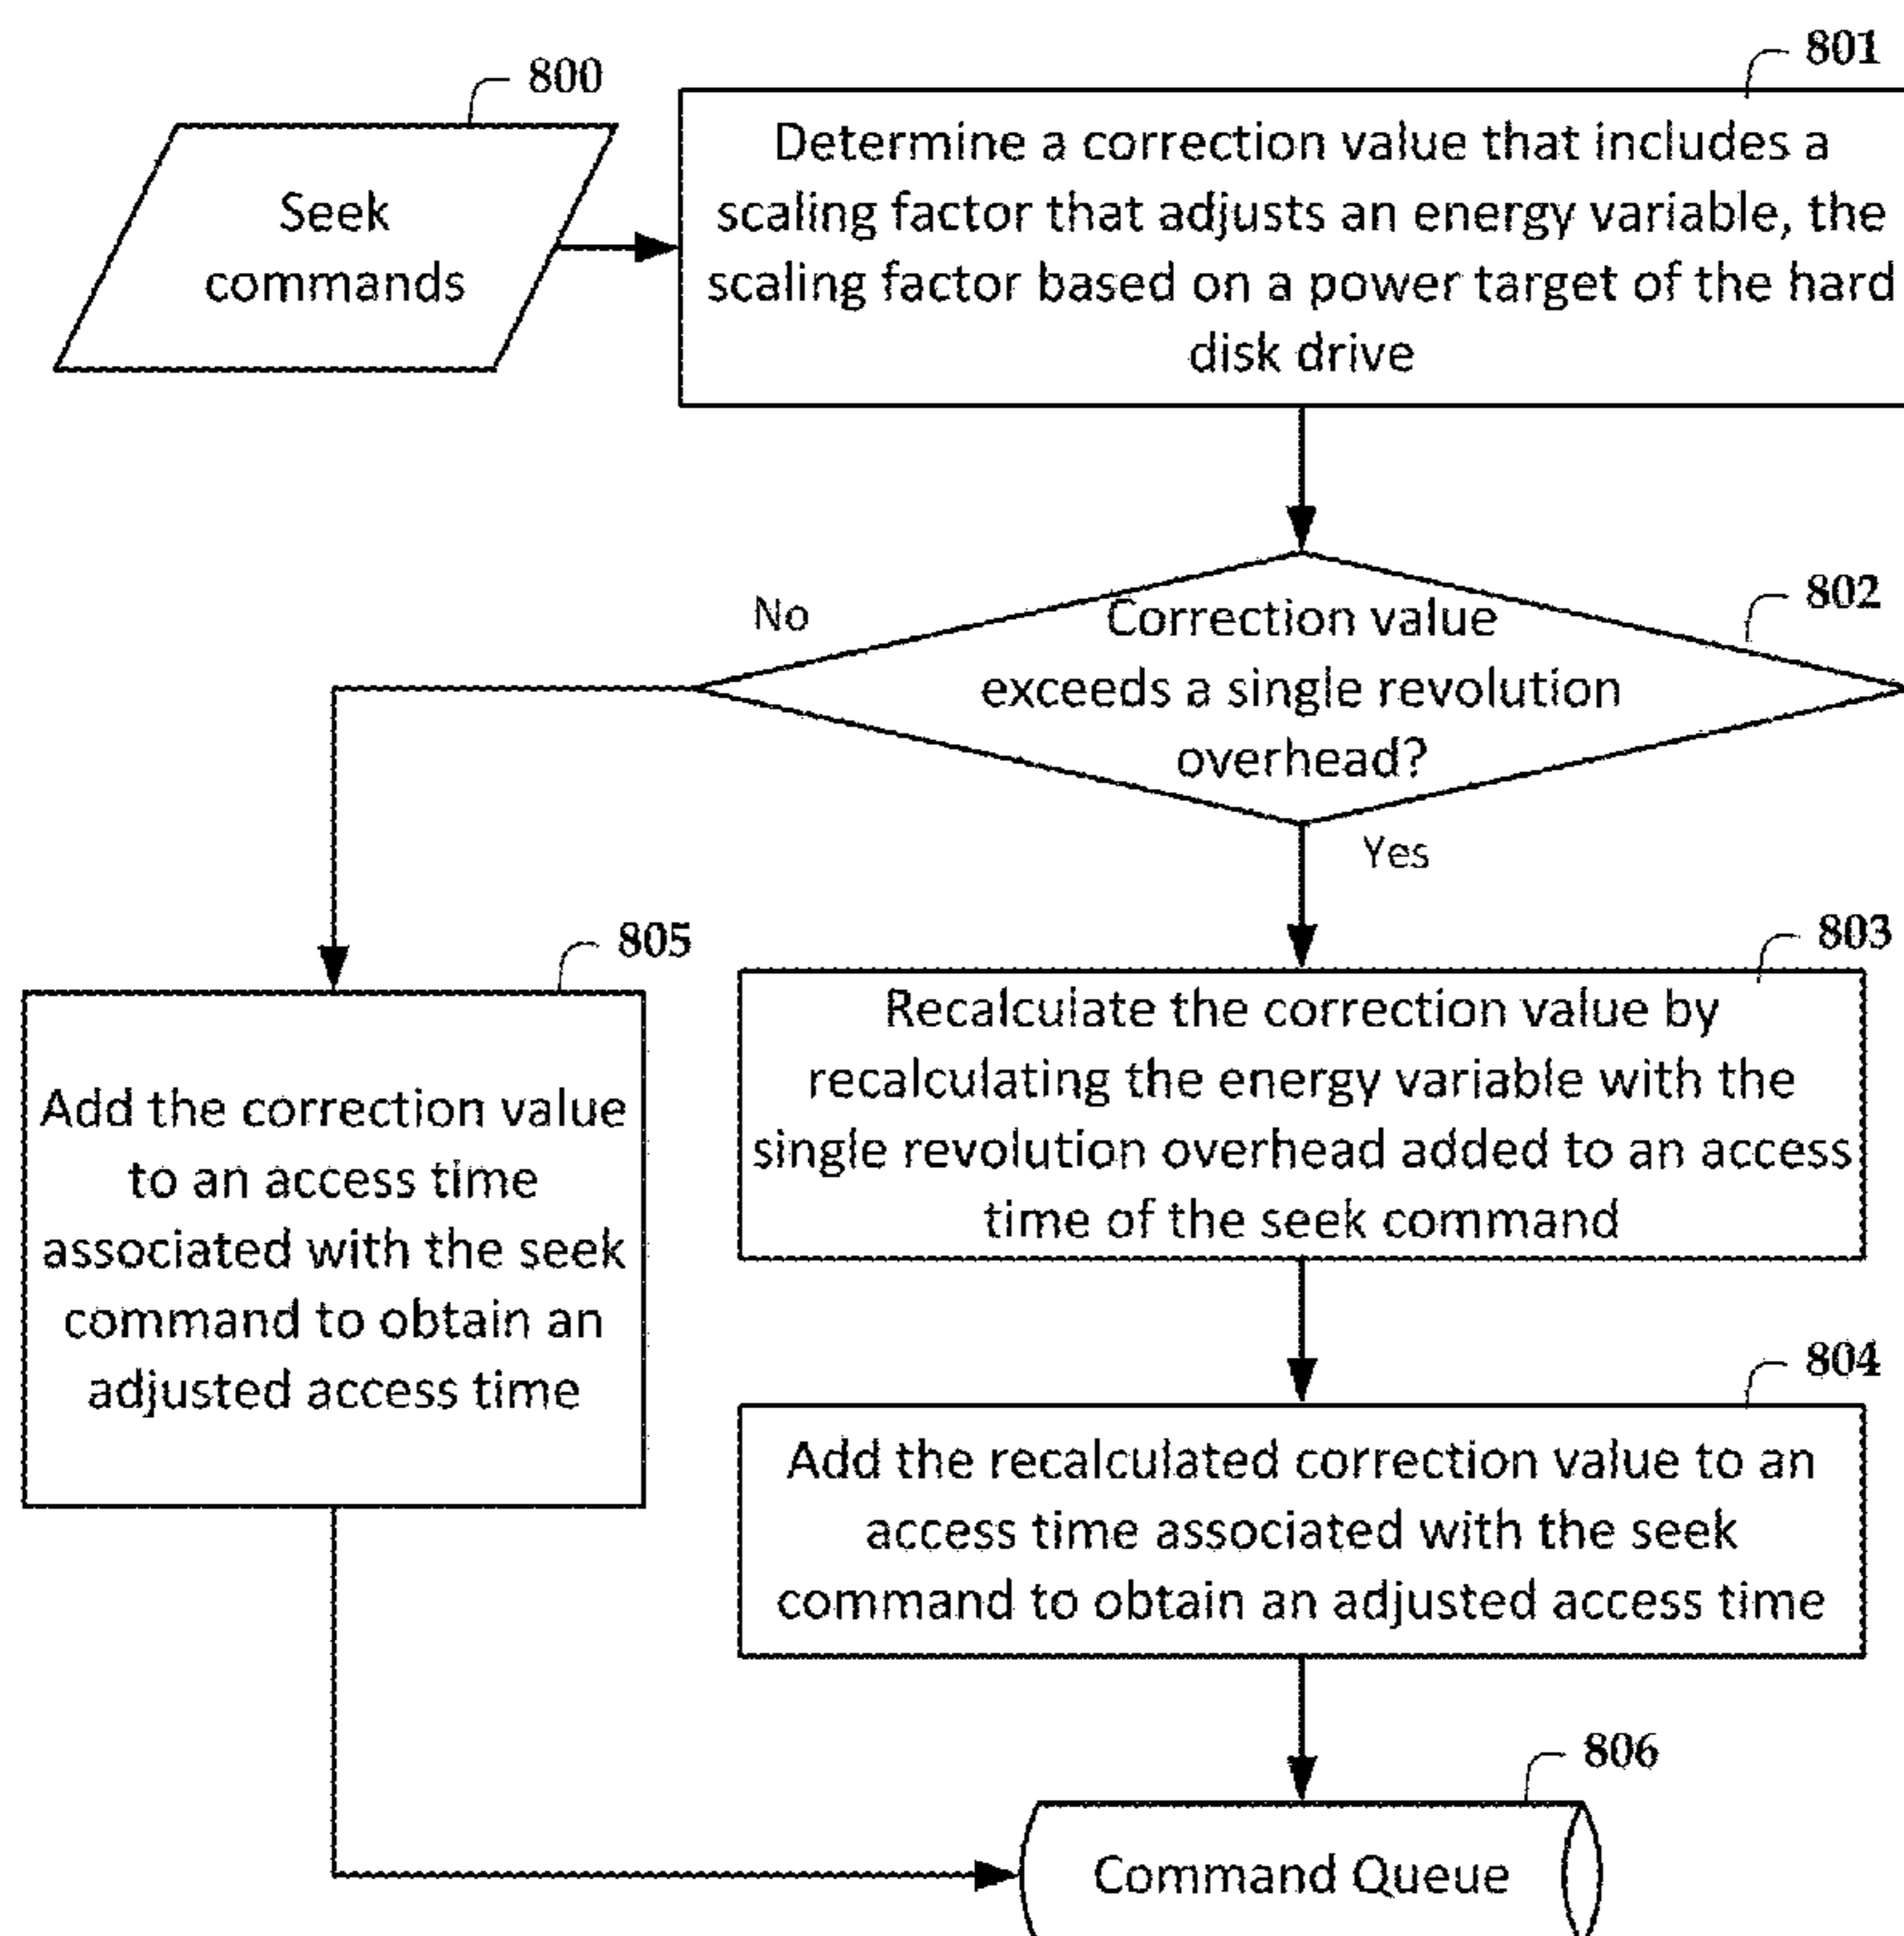 800
Seek
commands
801
Determine a correction value that includes a
scaling factor that adjusts an energy variable, the
scaling factor based on a power target of the hard
disk drive
802
No
Correction value
exceeds a single revolution
overhead?
Yes
803
Recalculate the correction value by
recalculating the energy variable with the
single revolution overhead added to an access
time of the seek command
805
Add the correction value
to an access time
associated with the seek
command to obtain an
adjusted access time
804
Add the recalculated correction value to an
access time associated with the seek
command to obtain an adjusted access time
806
Command Queue